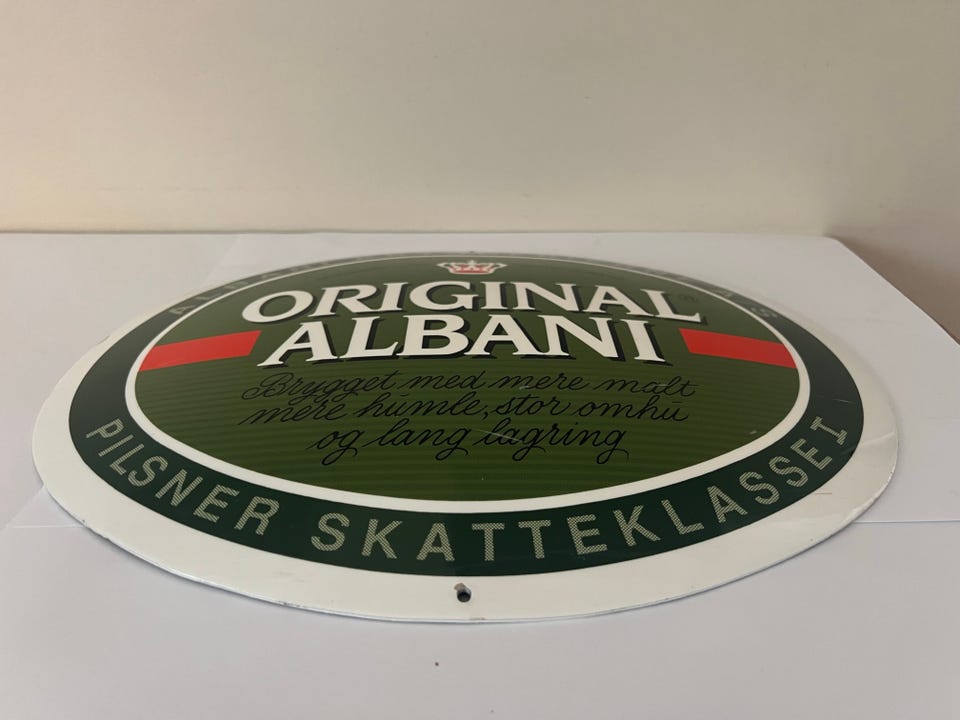 ORIGINAL
ALBANI
Brygget med mere malt
mere humle, stor omhu
og lang lagring
PILSNER SKATTEKLASSE I